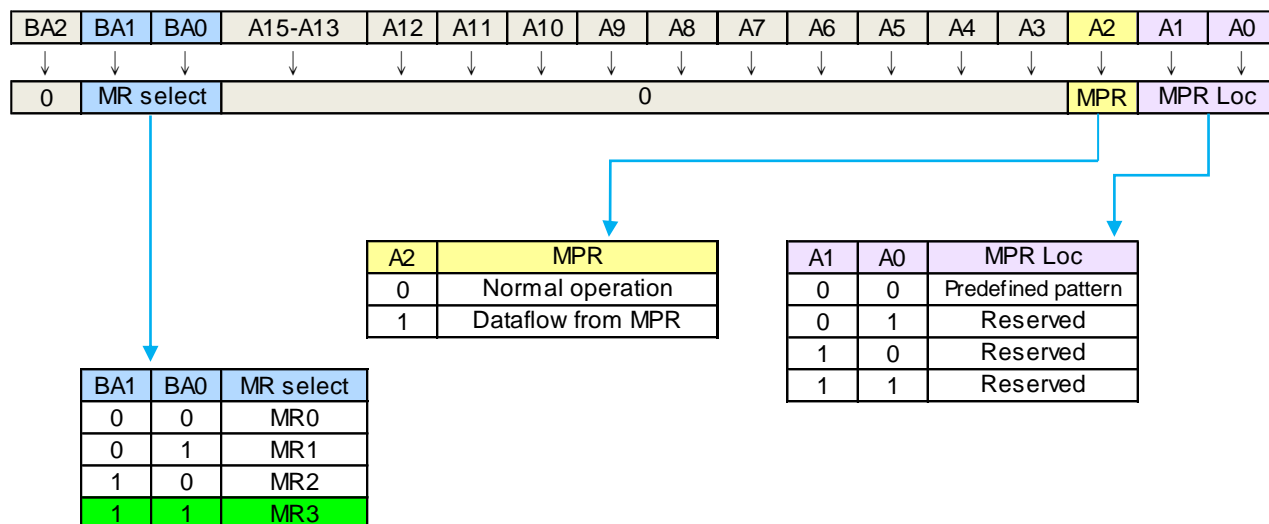 BA2 BA1 BA0 A15-A13 A12 A11 A10 A9 A8 A7 A6 A5 A4 A3 A2 A1 A0
0 MR select 0 MPR MPR Loc
A2 MPR
0 Normal operation
1 Dataflow from MPR
A1 A0 MPR Loc
0 0 Predefined pattern
0 1 Reserved
1 0 Reserved
1 1 Reserved
BA1 BA0 MR select
0 0 MR0
0 1 MR1
1 0 MR2
1 1 MR3